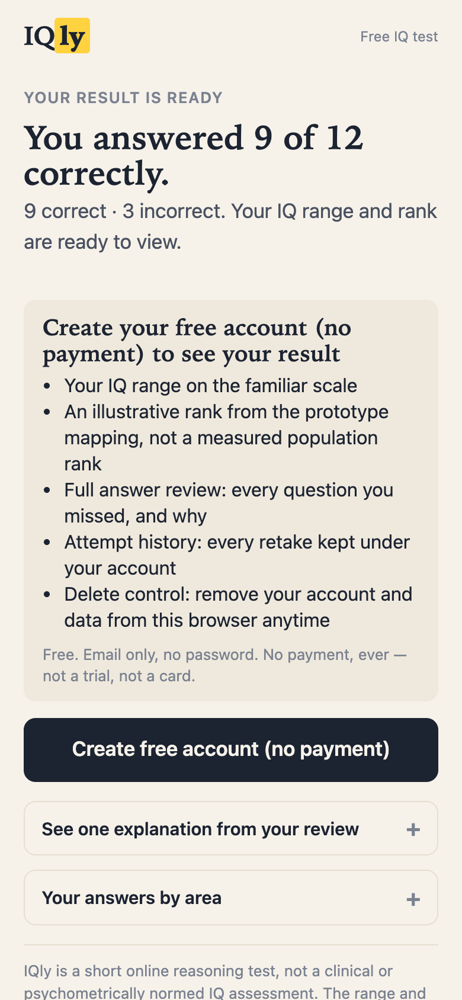 IQly
Free IQ test
YOUR RESULT IS READY
You answered 9 of 12
correctly.
9 correct · 3 incorrect. Your IQ range and rank
are ready to view.
Create your free account (no
payment) to see your result
• Your IQ range on the familiar scale
• An illustrative rank from the prototype
mapping, not a measured population
rank
• Full answer review: every question you
missed, and why
• Attempt history: every retake kept under
your account
• Delete control: remove your account and
data from this browser anytime
Free. Email only, no password. No payment, ever —
not a trial, not a card.
Create free account (no payment)
See one explanation from your review +
Your answers by area +
IQly is a short online reasoning test, not a clinical or
psychometrically normed IQ assessment. The range and